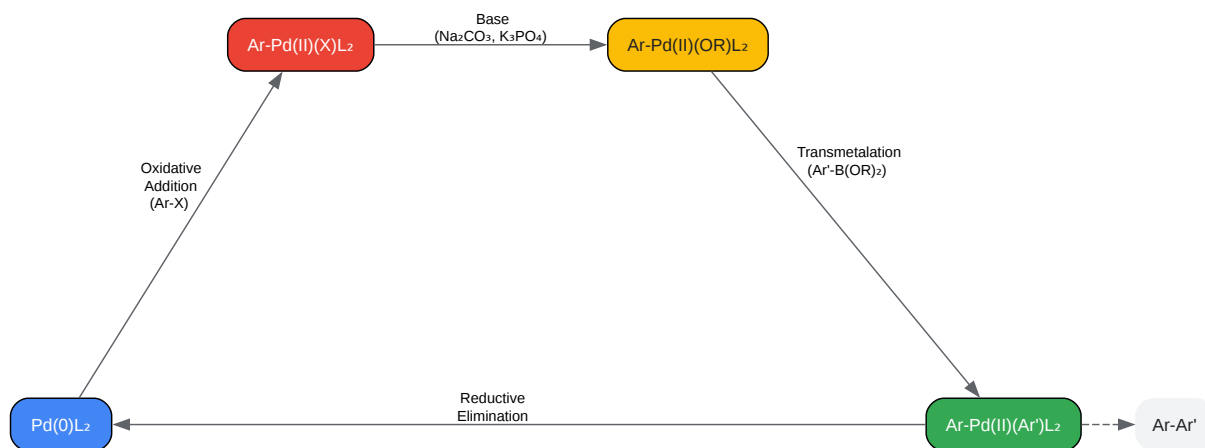 Ar-Pd(II)(X)L₂
Base
(Na₂CO₃, K₃PO₄)
Ar-Pd(II)(OR)L₂
Oxidative
Addition
(Ar-X)
Transmetalation
(Ar'-B(OR)₂)
Pd(0)L₂
Reductive
Elimination
Ar-Pd(II)(Ar')L₂
Ar-Ar'